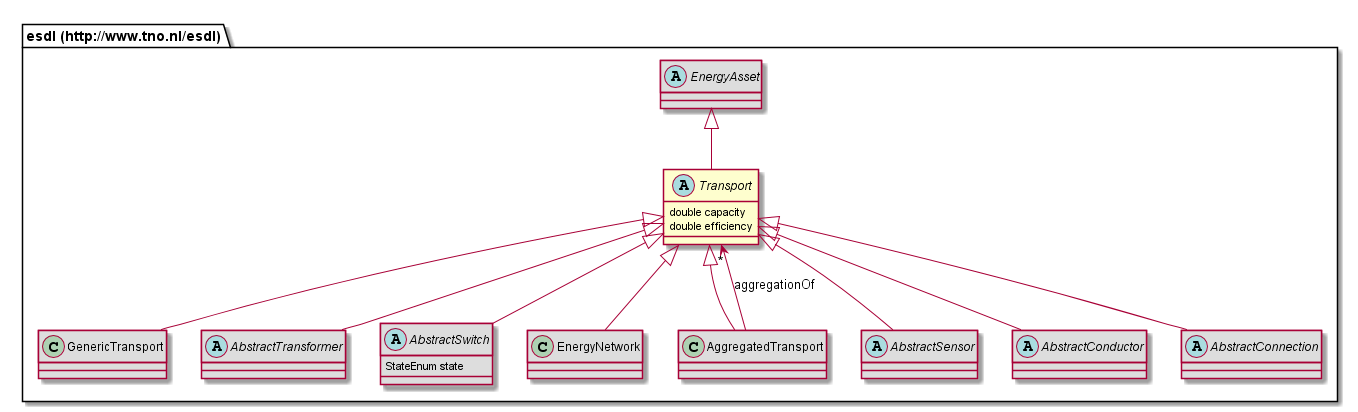 esdl (http://www.tno.nl/esdl)
A EnergyAsset
A Transport
double capacity
double efficiency
*
aggregationOf
C GenericTransport
A AbstractTransformer
A AbstractSwitch
StateEnum state
C EnergyNetwork
C AggregatedTransport
A AbstractSensor
A AbstractConductor
A AbstractConnection